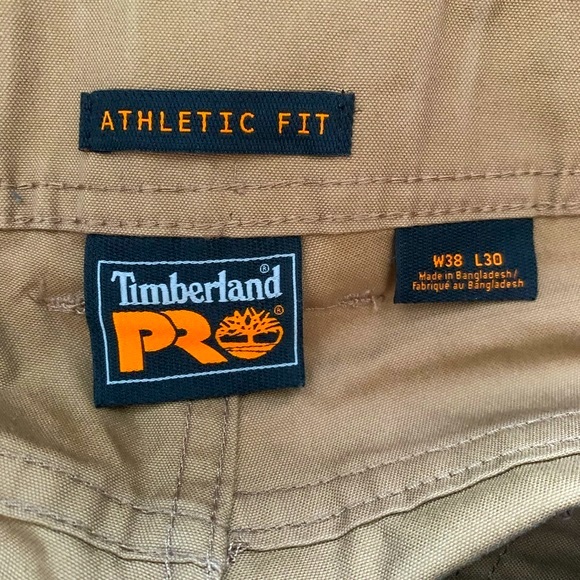 ATHLETIC FIT
Timberland®
PRO®
W38 L30
Made in Bangladesh/
Fabriqué au Bangladesh